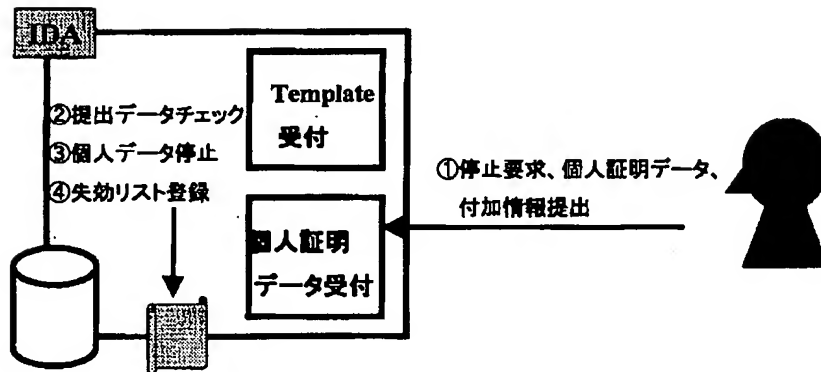 IDA
Template
受付
②提出データチェック
③個人データ停止
④失効リスト登録
個人証明
データ受付
①停止要求、個人証明データ、
付加情報提出